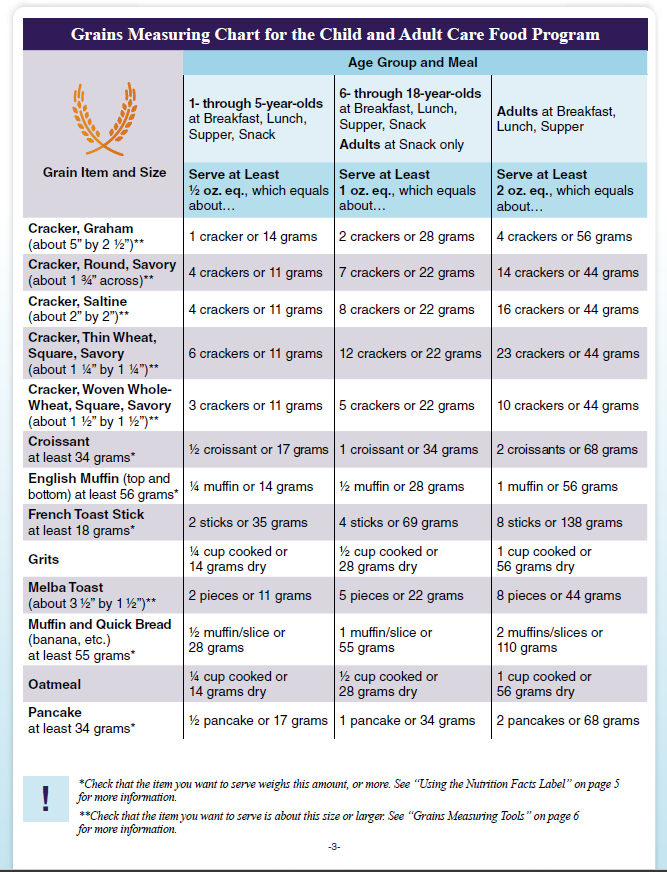 Grains Measuring Chart for the Child and Adult Care Food Program
Age Group and Meal
Grain Item and Size
1- through 5-year-olds
at Breakfast, Lunch,
Supper, Snack
6- through 18-year-olds
at Breakfast, Lunch,
Supper, Snack
Adults at Snack only
Adults at Breakfast,
Lunch, Supper
Serve at Least
½ oz. eq., which equals
about…
Serve at Least
1 oz. eq., which equals
about…
Serve at Least
2 oz. eq., which equals
about…
Cracker, Graham
(about 5” by 2 ½”)**
1 cracker or 14 grams
2 crackers or 28 grams
4 crackers or 56 grams
Cracker, Round, Savory
(about 1 ¾” across)**
4 crackers or 11 grams
7 crackers or 22 grams
14 crackers or 44 grams
Cracker, Saltine
(about 2” by 2”)**
4 crackers or 11 grams
8 crackers or 22 grams
16 crackers or 44 grams
Cracker, Thin Wheat,
Square, Savory
(about 1 ¼” by 1 ¼”)**
6 crackers or 11 grams
12 crackers or 22 grams
23 crackers or 44 grams
Cracker, Woven Whole-
Wheat, Square, Savory
(about 1 ½” by 1 ½”)**
3 crackers or 11 grams
5 crackers or 22 grams
10 crackers or 44 grams
Croissant
at least 34 grams*
½ croissant or 17 grams
1 croissant or 34 grams
2 croissants or 68 grams
English Muffin (top and
bottom) at least 56 grams*
¼ muffin or 14 grams
½ muffin or 28 grams
1 muffin or 56 grams
French Toast Stick
at least 18 grams*
2 sticks or 35 grams
4 sticks or 69 grams
8 sticks or 138 grams
Grits
¼ cup cooked or
14 grams dry
½ cup cooked or
28 grams dry
1 cup cooked or
56 grams dry
Melba Toast
(about 3 ½” by 1 ½”)**
2 pieces or 11 grams
5 pieces or 22 grams
8 pieces or 44 grams
Muffin and Quick Bread
(banana, etc.)
at least 55 grams*
½ muffin/slice or
28 grams
1 muffin/slice or
55 grams
2 muffins/slices or
110 grams
Oatmeal
¼ cup cooked or
14 grams dry
½ cup cooked or
28 grams dry
1 cup cooked or
56 grams dry
Pancake
at least 34 grams*
½ pancake or 17 grams
1 pancake or 34 grams
2 pancakes or 68 grams
!
*Check that the item you want to serve weighs this amount, or more. See “Using the Nutrition Facts Label” on page 5
for more information.
**Check that the item you want to serve is about this size or larger. See “Grains Measuring Tools” on page 6
for more information.
-3-